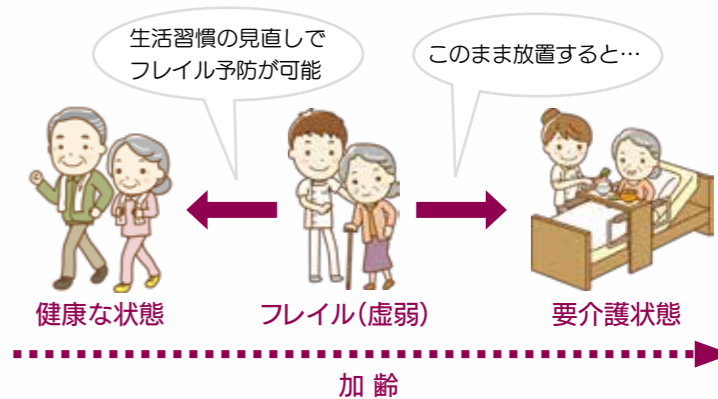 生活習慣の見直しで
フレイル予防が可能
このまま放置すると…
健康な状態
フレイル(虚弱)
要介護状態
加 齢